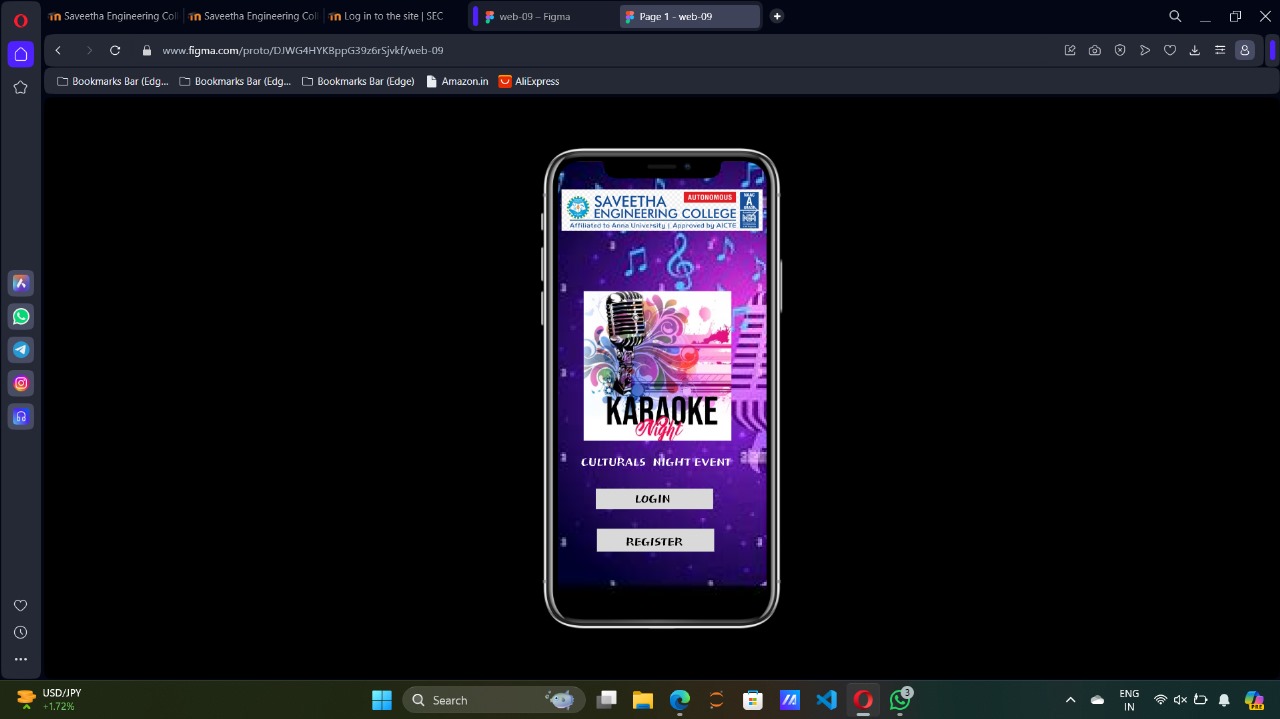 Saveetha Engineering Coll
Saveetha Engineering Coll
Log in to the site | SEC
web-09 – Figma
Page 1 - web-09
www.figma.com/proto/DJWG4HYKBppG39z6rSjvkf/web-09
Bookmarks Bar (Edg...
Bookmarks Bar (Edg...
Bookmarks Bar (Edge)
Amazon.in
AliExpress
AUTONOMOUS
SAVEETHA
ENGINEERING COLLEGE
Affiliated to Anna University | Approved by AICTE
A
KARAOKE
Night
CULTURALS NIGHT EVENT
LOGIN
REGISTER
USD/JPY
+1.72%
Search
3
ENG
IN
PRE